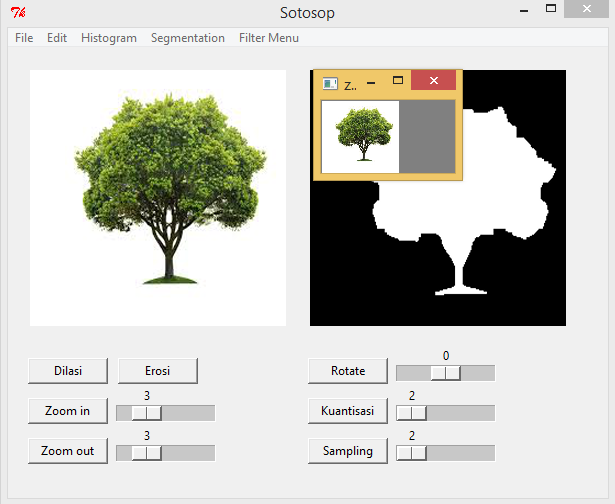 Sotosop
File Edit Histogram Segmentation Filter Menu
Z..
Dilasi Erosi Rotate 0
Zoom in 3 Kuantisasi 2
Zoom out 3 Sampling 2